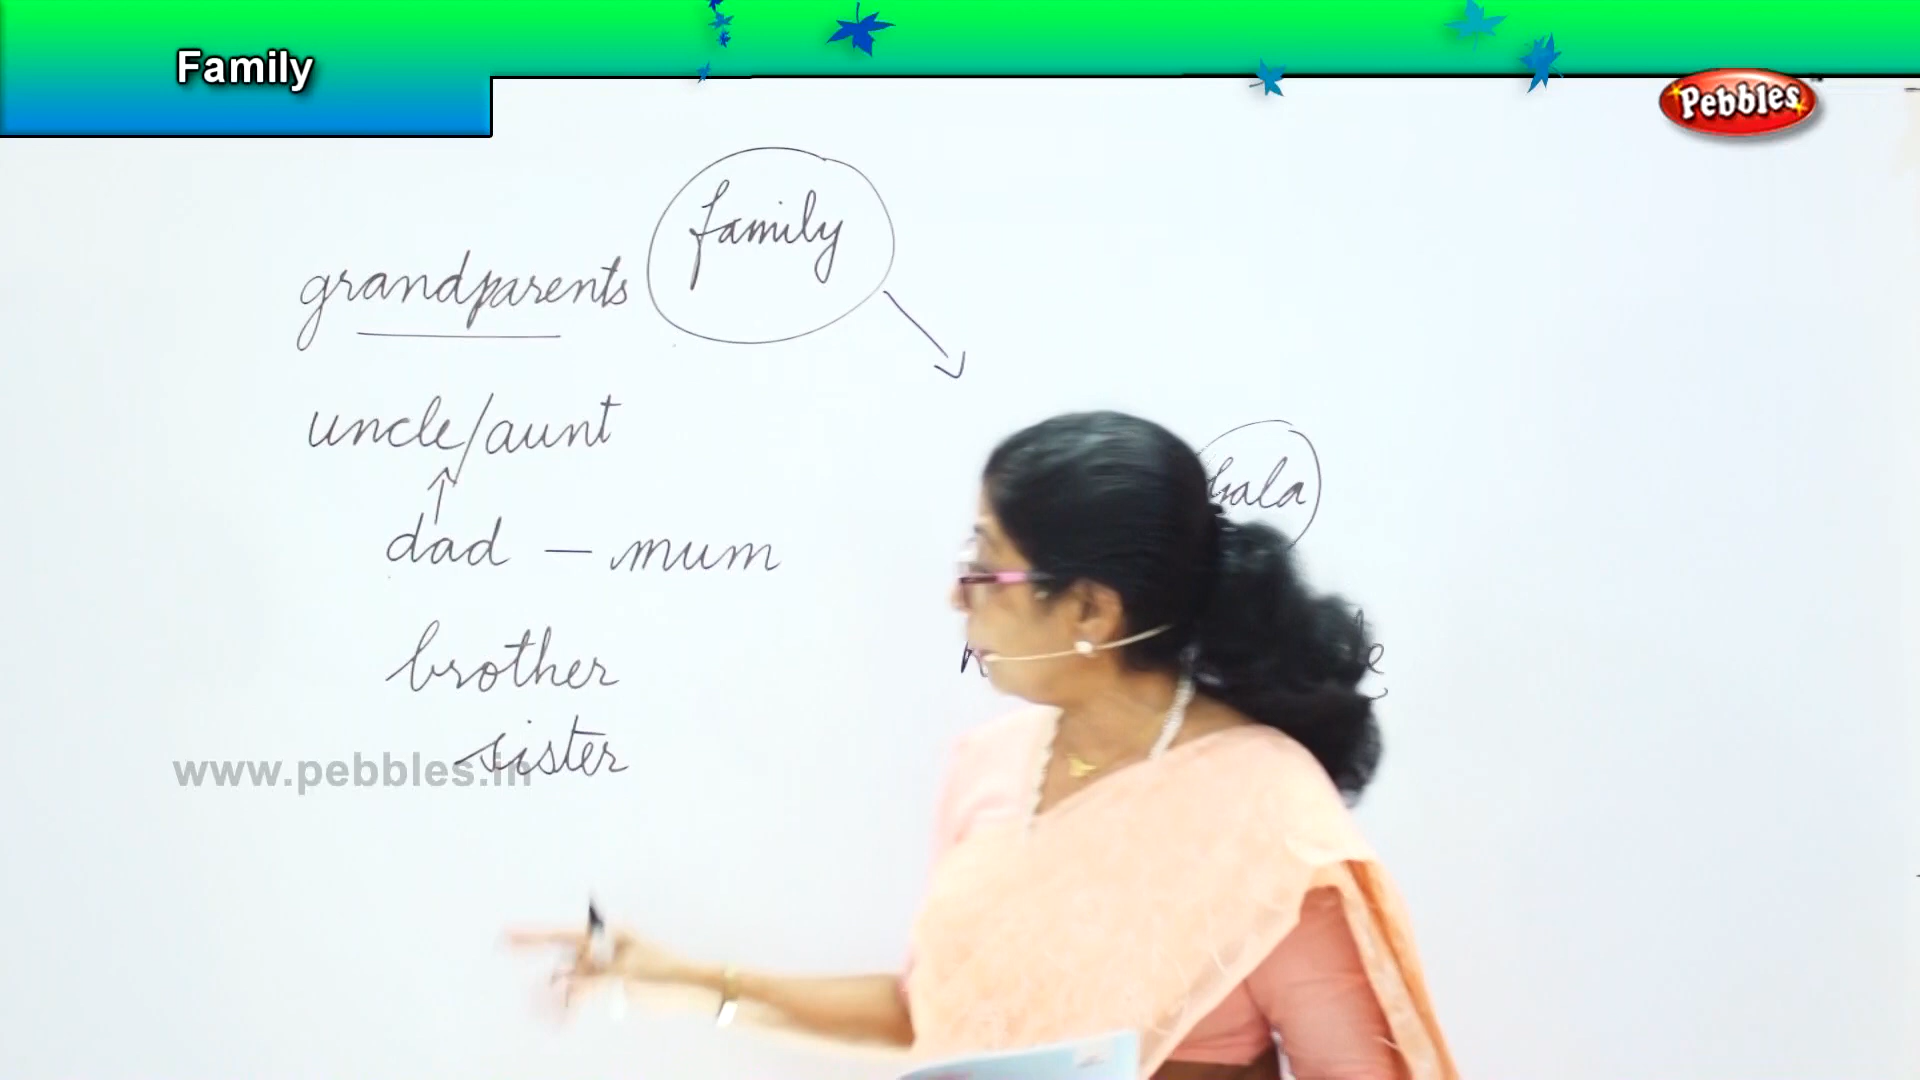 Family
Pebbles
family
grandparents
uncle/aunt
dad – mum
brother
sister
www.pebbles.in